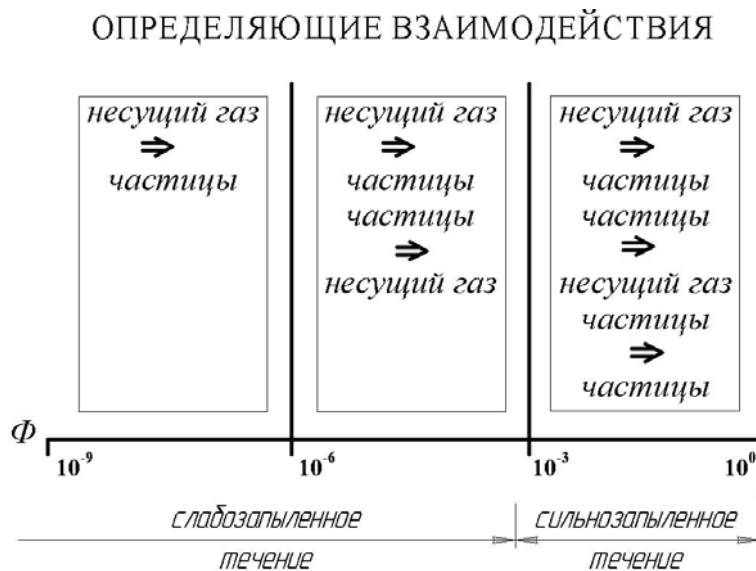 ОПРЕДЕЛЯЮЩИЕ ВЗАИМОДЕЙСТВИЯ
несущий газ
⇒
частицы
несущий газ
⇒
частицы
частицы
⇒
несущий газ
несущий газ
⇒
частицы
частицы
⇒
несущий газ
частицы
⇒
частицы
Φ
10⁻⁹
10⁻⁶
10⁻³
10⁰
слабозапыленное
течение
сильнозапыленное
течение